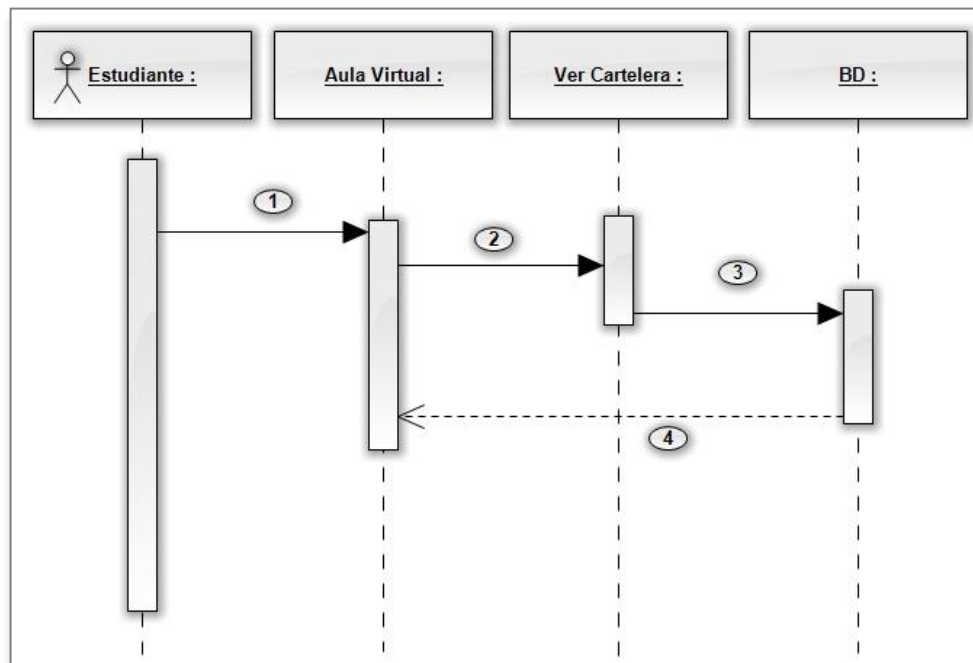 Estudiante :
Aula Virtual :
Ver Cartelera :
BD :
1
2
3
4